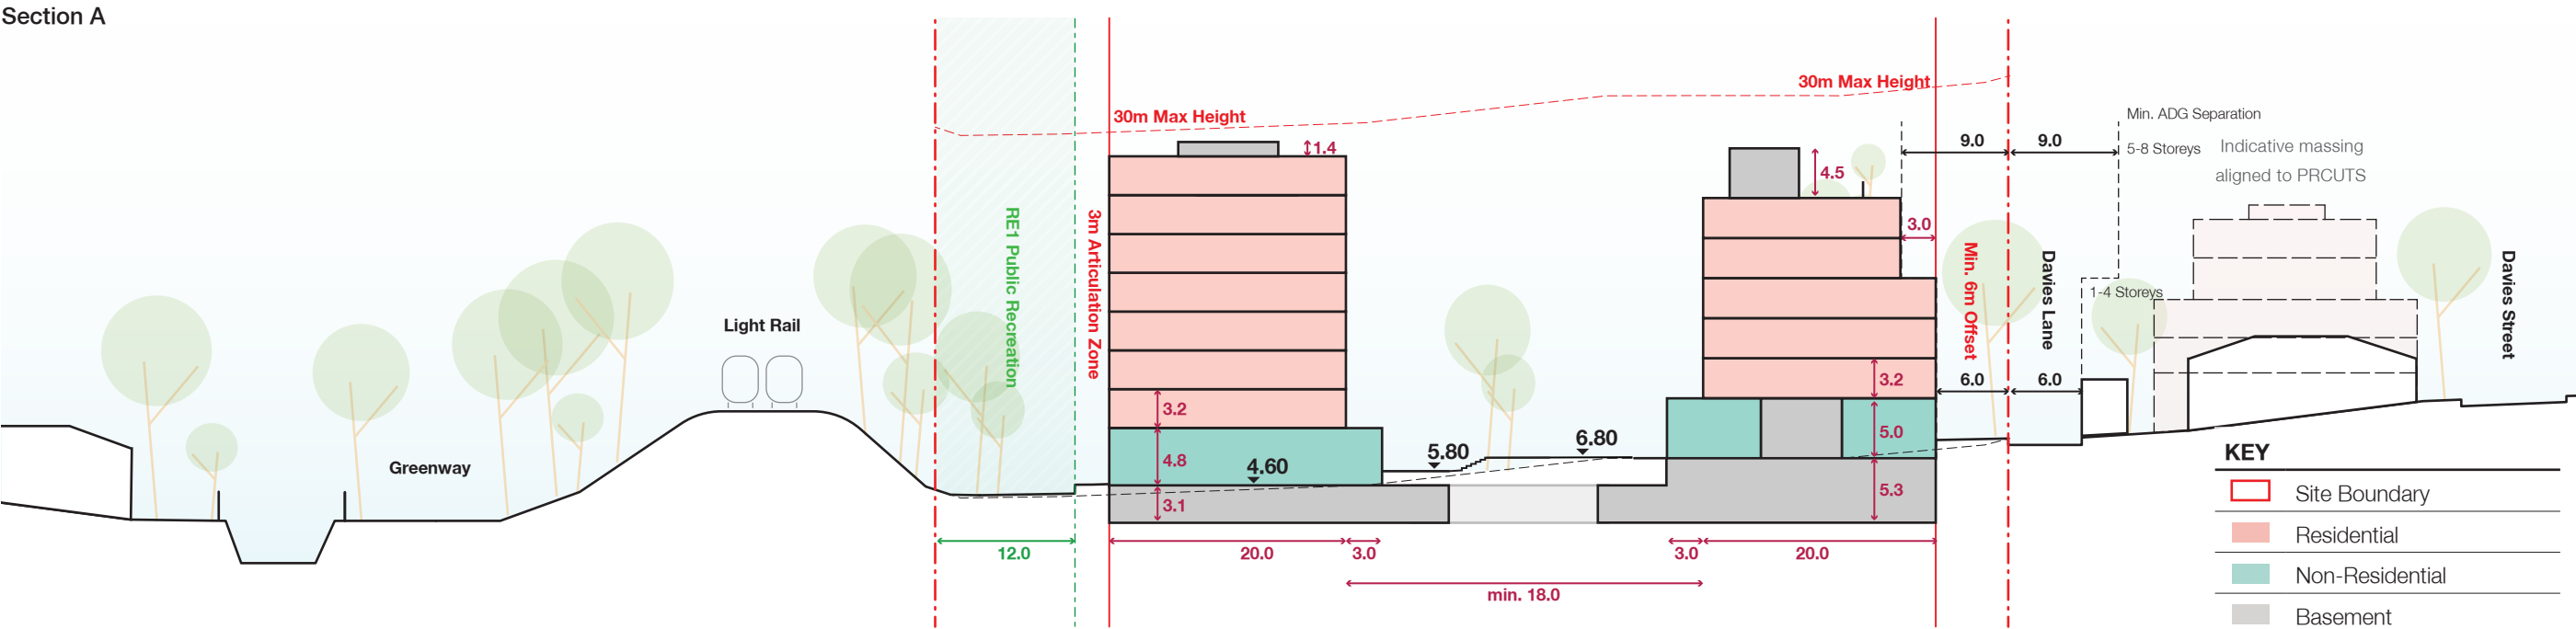 Section A
30m Max Height
30m Max Height
Min. ADG Separation
9.0
9.0
5-8 Storeys
Indicative massing
aligned to PRCUTS
1.4
4.5
3.0
RE1 Public Recreation
3m Articulation Zone
Min. 6m Offset
Davies Lane
Davies Street
1-4 Storeys
Light Rail
3.2
6.0
6.0
3.2
4.8
4.60
5.80
6.80
5.0
Greenway
3.1
5.3
12.0
20.0
3.0
3.0
20.0
min. 18.0
KEY
Site Boundary
Residential
Non-Residential
Basement